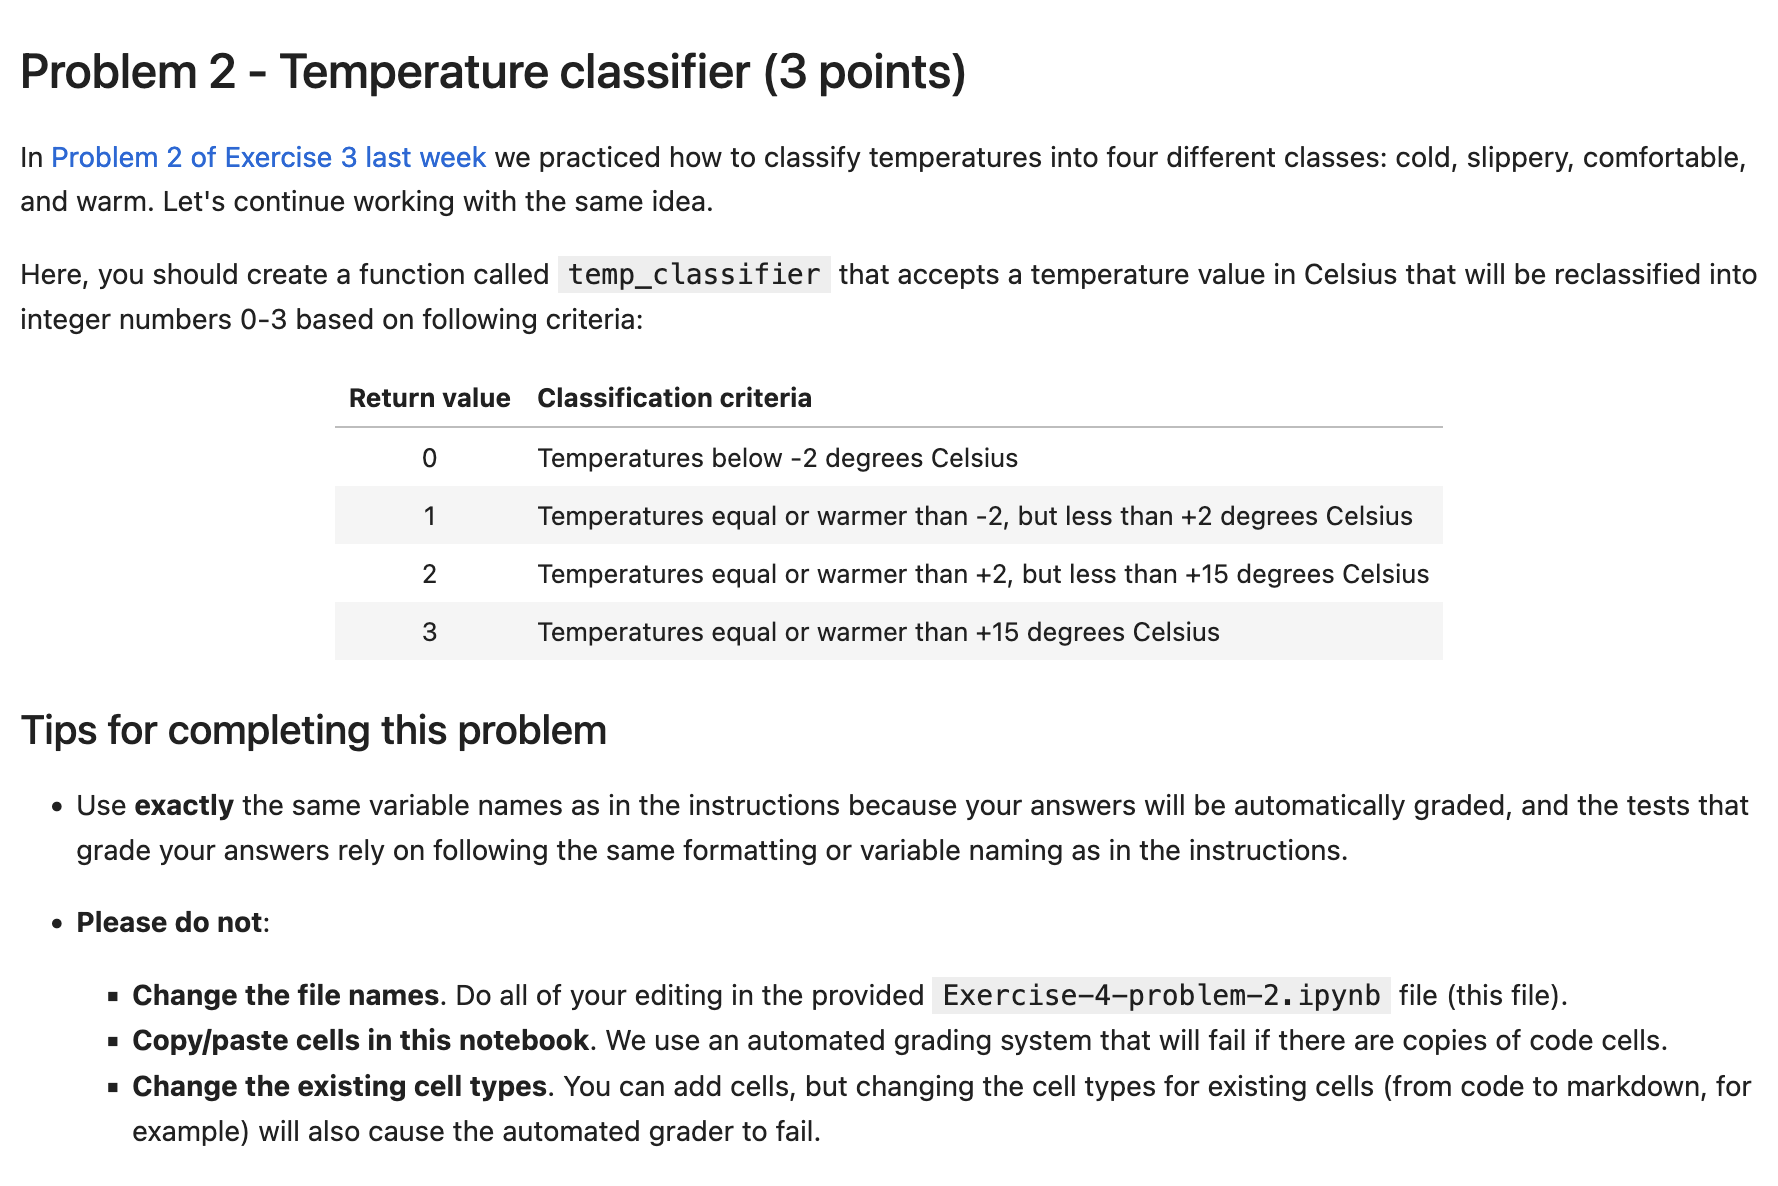 Problem 2 - Temperature classifier (3 points)
In Problem 2 of Exercise 3 last week we practiced how to classify temperatures into four different classes: cold, slippery, comfortable,
and warm. Let's continue working with the same idea.
Here, you should create a function called temp_classifier that accepts a temperature value in Celsius that will be reclassified into
integer numbers 0-3 based on following criteria:
Return value Classification criteria
0 Temperatures below -2 degrees Celsius
1 Temperatures equal or warmer than -2, but less than +2 degrees Celsius
2 Temperatures equal or warmer than +2, but less than +15 degrees Celsius
3 Temperatures equal or warmer than +15 degrees Celsius
Tips for completing this problem
• Use exactly the same variable names as in the instructions because your answers will be automatically graded, and the tests that
grade your answers rely on following the same formatting or variable naming as in the instructions.
• Please do not:
▪ Change the file names. Do all of your editing in the provided Exercise-4-problem-2.ipynb file (this file).
▪ Copy/paste cells in this notebook. We use an automated grading system that will fail if there are copies of code cells.
▪ Change the existing cell types. You can add cells, but changing the cell types for existing cells (from code to markdown, for
example) will also cause the automated grader to fail.